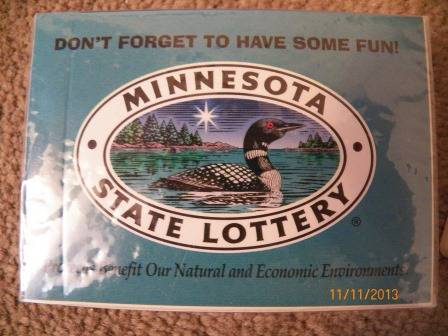 DON'T FORGET TO HAVE SOME FUN!
MINNESOTA
STATE LOTTERY
®
Benefit Our Natural and Economic Environments
11/11/2013